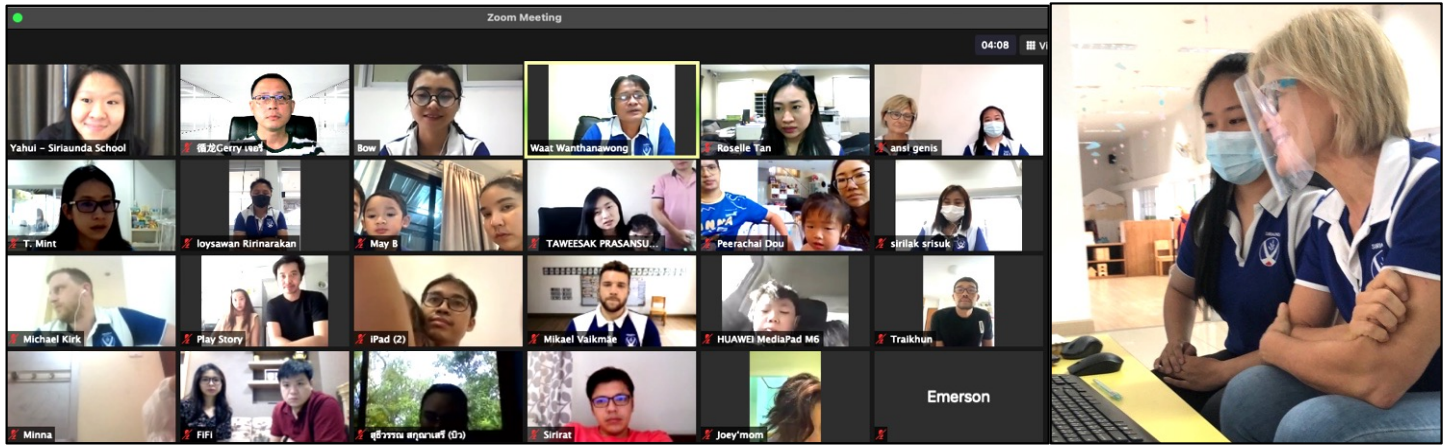 Zoom Meeting
04:08
Vi
Yahui - Siriaunda School
循龙Cerry เจอรี่
Bow
Waat Wanthanawong
Roselle Tan
ansi genis
T. Mint
loysawan Ririnarakan
May B
TAWEESAK PRASANSU...
Peerachai Dou
sirilak srisuk
Michael Kirk
Play Story
iPad (2)
Mikael Vaikmäe
HUAWEI MediaPad M6
Traikhun
Minna
FiFi
สุธีวรรณ สกุณาเสรี (บิว)
Sirirat
Joey'mom
Emerson